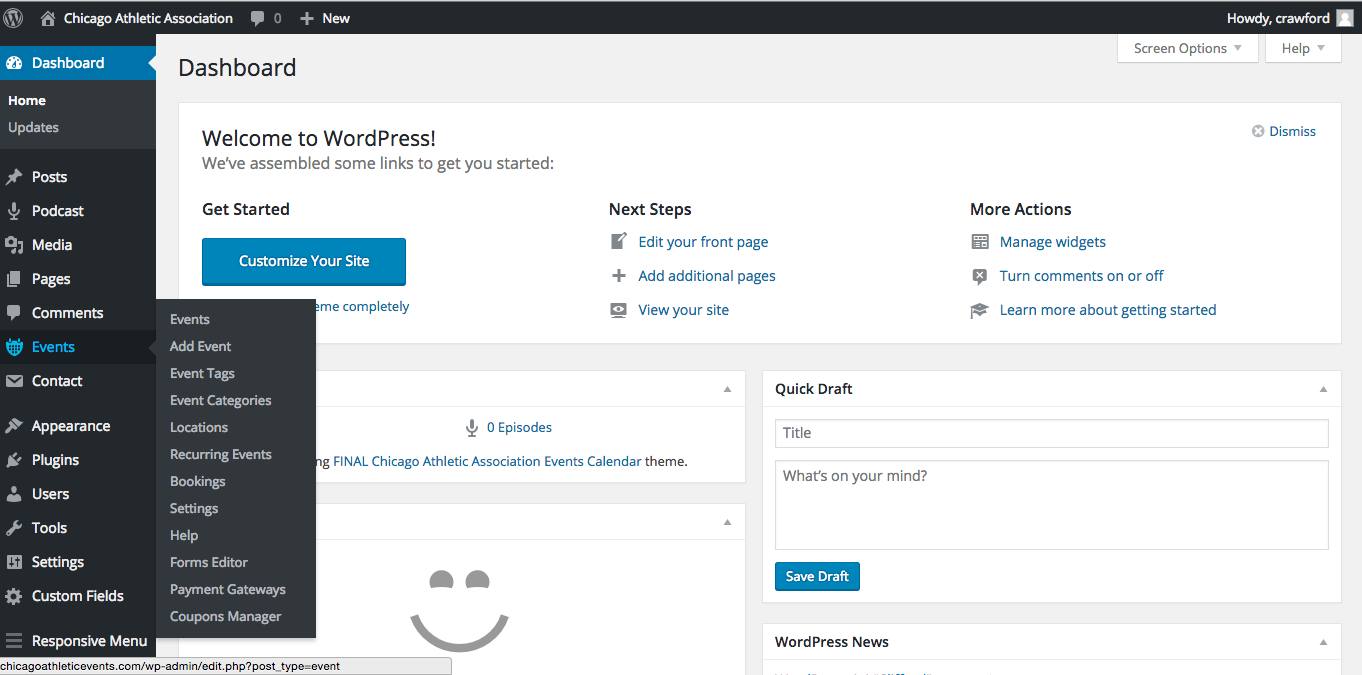 Chicago Athletic Association 0 New Howdy, crawford
Screen Options Help
Dashboard
Home
Updates
Posts
Podcast
Media
Pages
Comments
Events
Contact
Appearance
Plugins
Users
Tools
Settings
Custom Fields
Responsive Menu
Events
Add Event
Event Tags
Event Categories
Locations
Recurring Events
Bookings
Settings
Help
Forms Editor
Payment Gateways
Coupons Manager
Dashboard
Welcome to WordPress!
We've assembled some links to get you started:
Dismiss
Get Started
Customize Your Site
completely
Next Steps
Edit your front page
Add additional pages
View your site
More Actions
Manage widgets
Turn comments on or off
Learn more about getting started
0 Episodes
FINAL Chicago Athletic Association Events Calendar theme.
Quick Draft
Title
What's on your mind?
Save Draft
WordPress News
chicagoathleticevents.com/wp-admin/edit.php?post_type=event